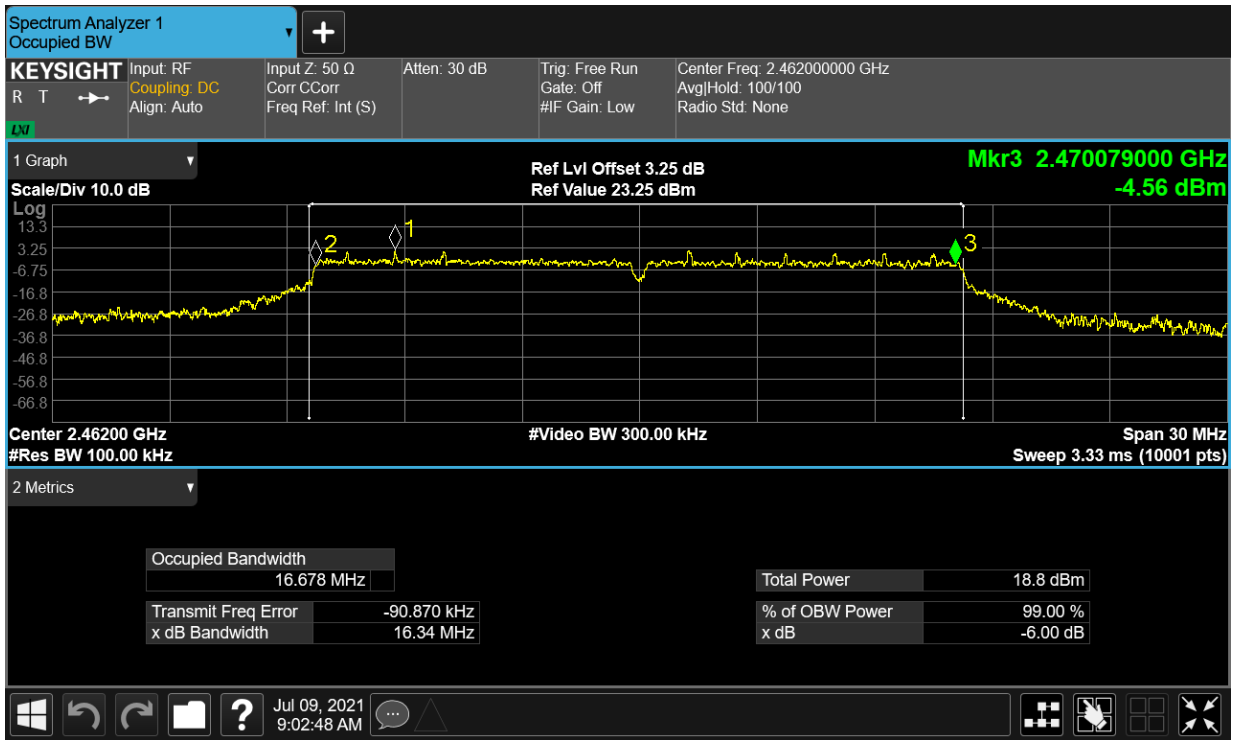 Spectrum Analyzer 1
Occupied BW
▼
+
KEYSIGHT
R T
LXI
Input: RF
Coupling: DC
Align: Auto
Input Z: 50 Ω
Corr CCorr
Freq Ref: Int (S)
Atten: 30 dB
Trig: Free Run
Gate: Off
#IF Gain: Low
Center Freq: 2.462000000 GHz
Avg|Hold: 100/100
Radio Std: None
1 Graph ▼
Scale/Div 10.0 dB
Ref Lvl Offset 3.25 dB
Ref Value 23.25 dBm
Mkr3 2.470079000 GHz
-4.56 dBm
Log
13.3
3.25
-6.75
-16.8
-26.8
-36.8
-46.8
-56.8
-66.8
2
1
3
Center 2.46200 GHz
#Res BW 100.00 kHz
#Video BW 300.00 kHz
Span 30 MHz
Sweep 3.33 ms (10001 pts)
2 Metrics ▼
Occupied Bandwidth
16.678 MHz
Transmit Freq Error -90.870 kHz
x dB Bandwidth 16.34 MHz
Total Power 18.8 dBm
% of OBW Power 99.00 %
x dB -6.00 dB
?
Jul 09, 2021
9:02:48 AM